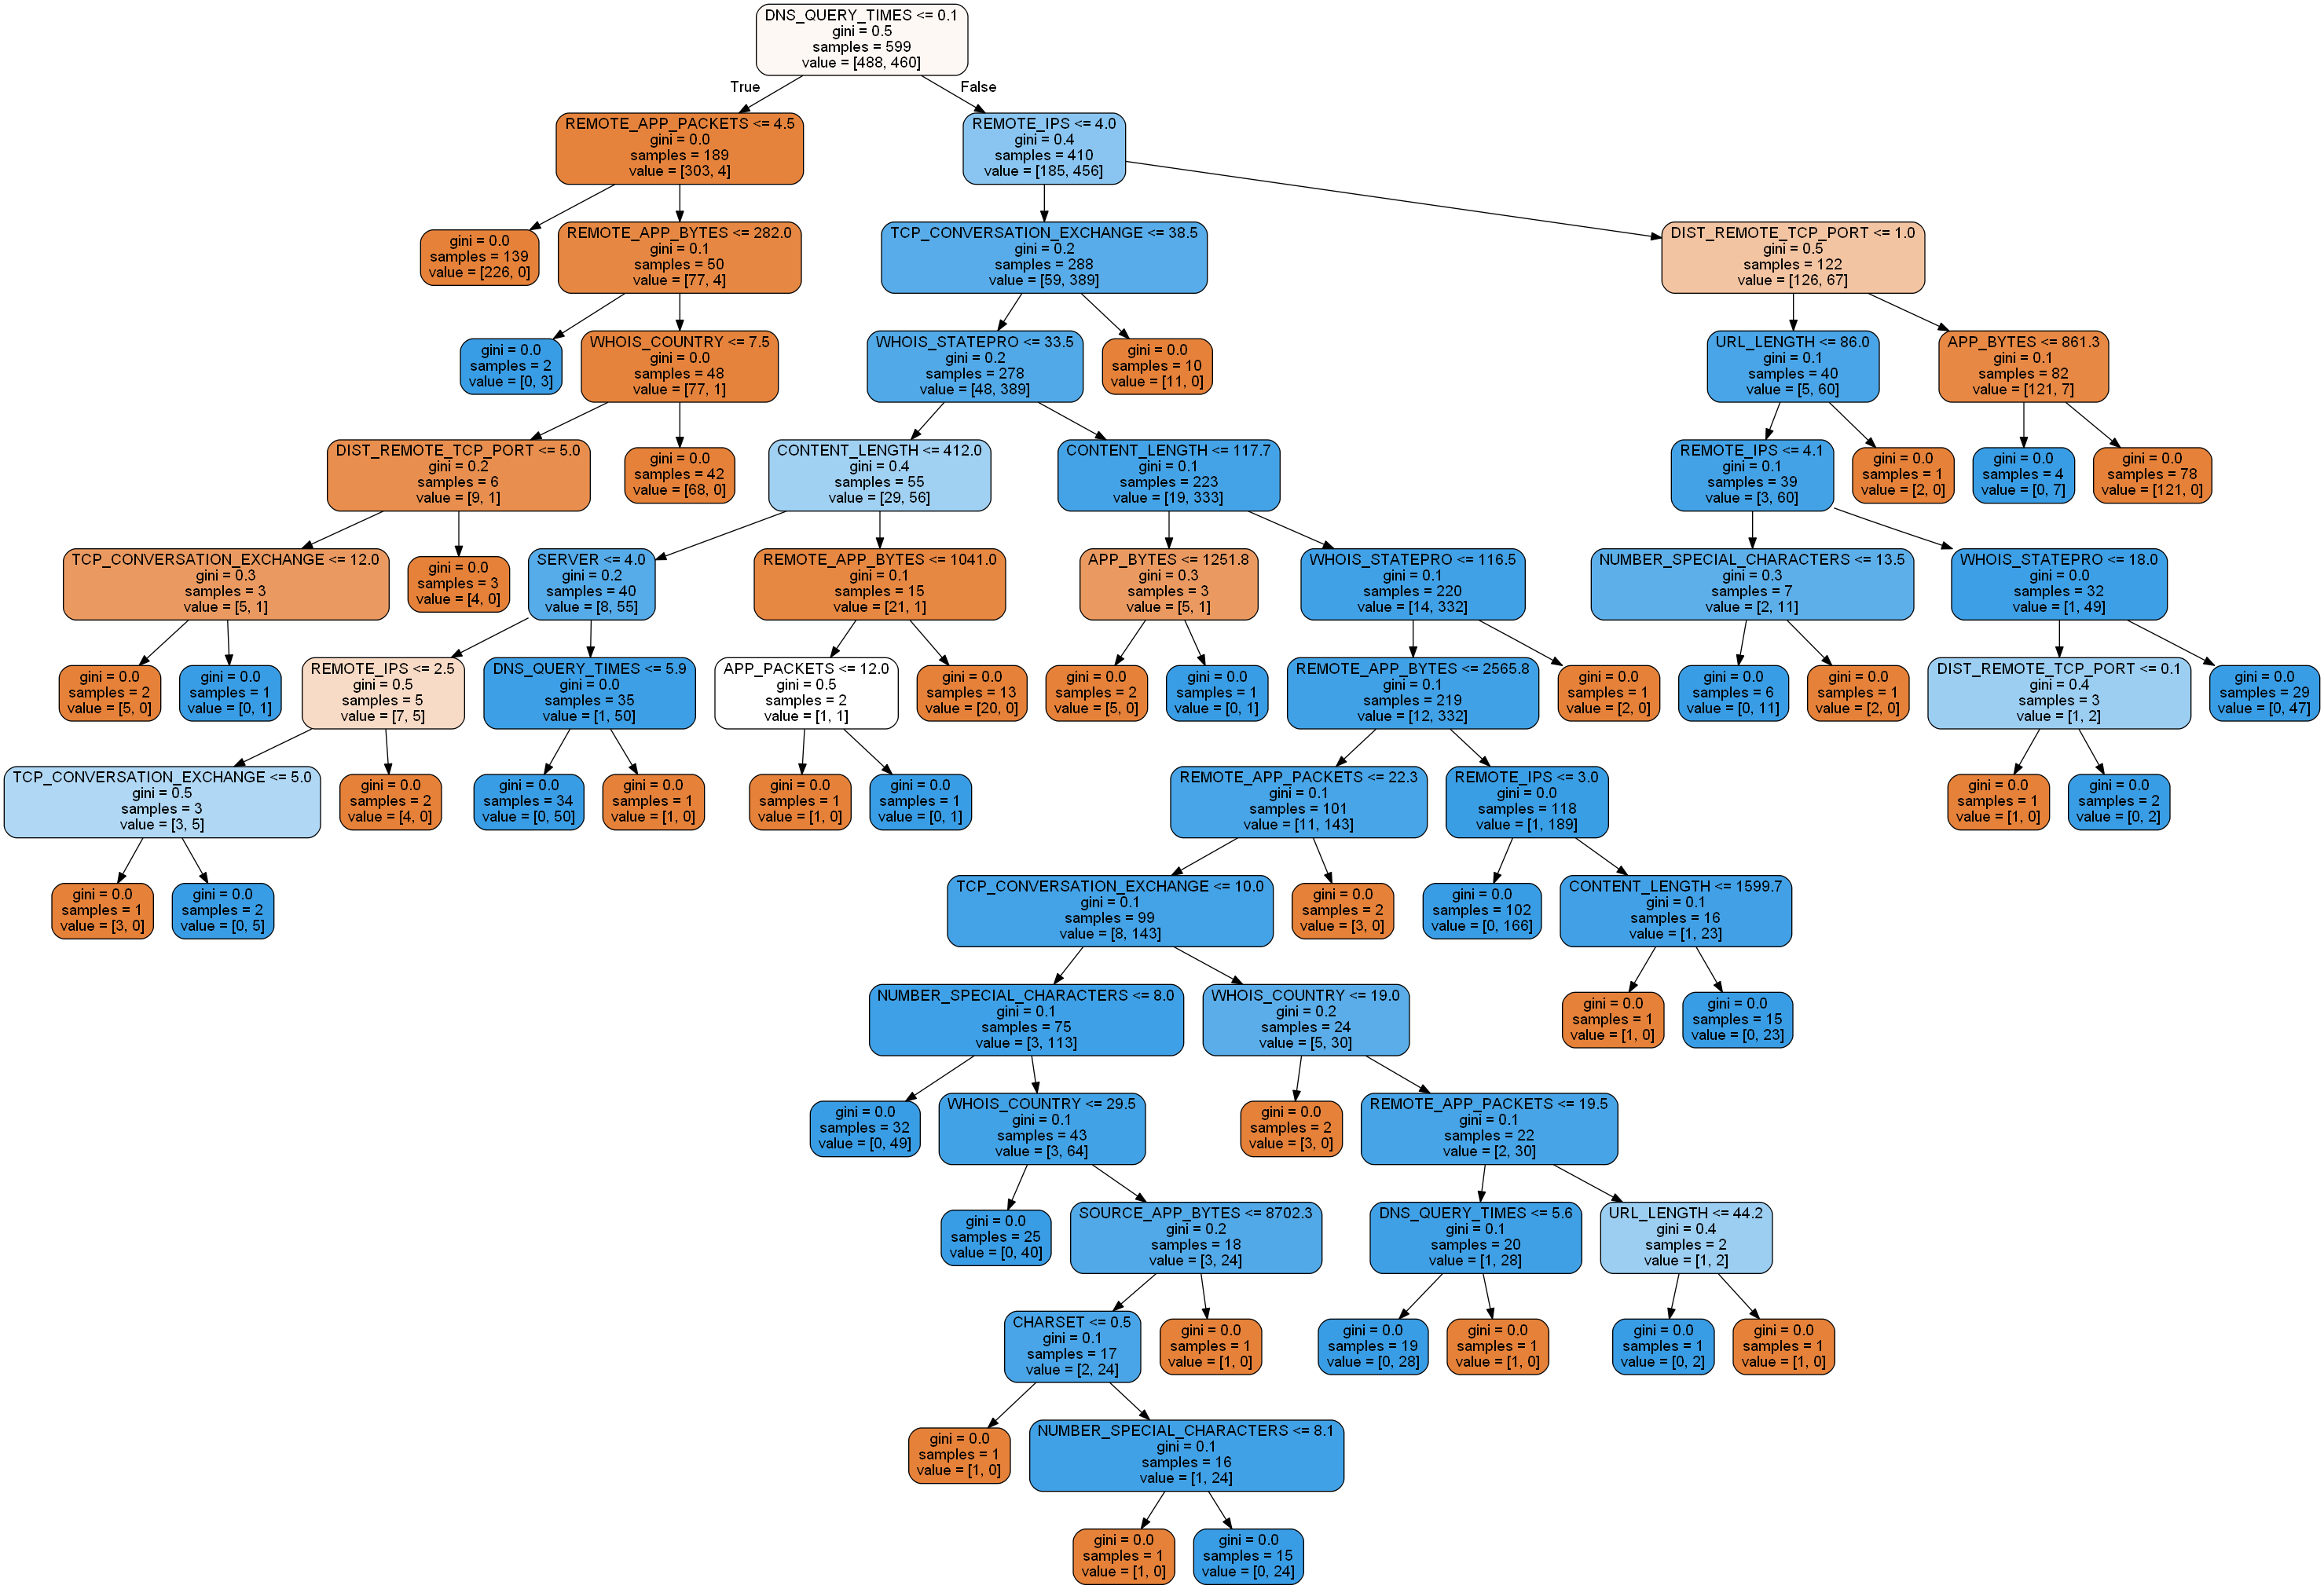 DNS_QUERY_TIMES <= 0.1
gini = 0.5
samples = 599
value = [488, 460]
True
False
REMOTE_APP_PACKETS <= 4.5
gini = 0.0
samples = 189
value = [303, 4]
REMOTE_IPS <= 4.0
gini = 0.4
samples = 410
value = [185, 456]
gini = 0.0
samples = 139
value = [226, 0]
REMOTE_APP_BYTES <= 282.0
gini = 0.1
samples = 50
value = [77, 4]
TCP_CONVERSATION_EXCHANGE <= 38.5
gini = 0.2
samples = 288
value = [59, 389]
DIST_REMOTE_TCP_PORT <= 1.0
gini = 0.5
samples = 122
value = [126, 67]
gini = 0.0
samples = 2
value = [0, 3]
WHOIS_COUNTRY <= 7.5
gini = 0.0
samples = 48
value = [77, 1]
WHOIS_STATEPRO <= 33.5
gini = 0.2
samples = 278
value = [48, 389]
gini = 0.0
samples = 10
value = [11, 0]
URL_LENGTH <= 86.0
gini = 0.1
samples = 40
value = [5, 60]
APP_BYTES <= 861.3
gini = 0.1
samples = 82
value = [121, 7]
DIST_REMOTE_TCP_PORT <= 5.0
gini = 0.2
samples = 6
value = [9, 1]
gini = 0.0
samples = 42
value = [68, 0]
CONTENT_LENGTH <= 412.0
gini = 0.4
samples = 55
value = [29, 56]
CONTENT_LENGTH <= 117.7
gini = 0.1
samples = 223
value = [19, 333]
REMOTE_IPS <= 4.1
gini = 0.1
samples = 39
value = [3, 60]
gini = 0.0
samples = 1
value = [2, 0]
gini = 0.0
samples = 4
value = [0, 7]
gini = 0.0
samples = 78
value = [121, 0]
TCP_CONVERSATION_EXCHANGE <= 12.0
gini = 0.3
samples = 3
value = [5, 1]
gini = 0.0
samples = 3
value = [4, 0]
SERVER <= 4.0
gini = 0.2
samples = 40
value = [8, 55]
REMOTE_APP_BYTES <= 1041.0
gini = 0.1
samples = 15
value = [21, 1]
APP_BYTES <= 1251.8
gini = 0.3
samples = 3
value = [5, 1]
WHOIS_STATEPRO <= 116.5
gini = 0.1
samples = 220
value = [14, 332]
NUMBER_SPECIAL_CHARACTERS <= 13.5
gini = 0.3
samples = 7
value = [2, 11]
WHOIS_STATEPRO <= 18.0
gini = 0.0
samples = 32
value = [1, 49]
gini = 0.0
samples = 2
value = [5, 0]
gini = 0.0
samples = 1
value = [0, 1]
REMOTE_IPS <= 2.5
gini = 0.5
samples = 5
value = [7, 5]
DNS_QUERY_TIMES <= 5.9
gini = 0.0
samples = 35
value = [1, 50]
APP_PACKETS <= 12.0
gini = 0.5
samples = 2
value = [1, 1]
gini = 0.0
samples = 13
value = [20, 0]
gini = 0.0
samples = 2
value = [5, 0]
gini = 0.0
samples = 1
value = [0, 1]
REMOTE_APP_BYTES <= 2565.8
gini = 0.1
samples = 219
value = [12, 332]
gini = 0.0
samples = 1
value = [2, 0]
gini = 0.0
samples = 6
value = [0, 11]
gini = 0.0
samples = 1
value = [2, 0]
DIST_REMOTE_TCP_PORT <= 0.1
gini = 0.4
samples = 3
value = [1, 2]
gini = 0.0
samples = 29
value = [0, 47]
TCP_CONVERSATION_EXCHANGE <= 5.0
gini = 0.5
samples = 3
value = [3, 5]
gini = 0.0
samples = 2
value = [4, 0]
gini = 0.0
samples = 34
value = [0, 50]
gini = 0.0
samples = 1
value = [1, 0]
gini = 0.0
samples = 1
value = [1, 0]
gini = 0.0
samples = 1
value = [0, 1]
REMOTE_APP_PACKETS <= 22.3
gini = 0.1
samples = 101
value = [11, 143]
REMOTE_IPS <= 3.0
gini = 0.0
samples = 118
value = [1, 189]
gini = 0.0
samples = 1
value = [1, 0]
gini = 0.0
samples = 2
value = [0, 2]
gini = 0.0
samples = 1
value = [3, 0]
gini = 0.0
samples = 2
value = [0, 5]
TCP_CONVERSATION_EXCHANGE <= 10.0
gini = 0.1
samples = 99
value = [8, 143]
gini = 0.0
samples = 2
value = [3, 0]
gini = 0.0
samples = 102
value = [0, 166]
CONTENT_LENGTH <= 1599.7
gini = 0.1
samples = 16
value = [1, 23]
NUMBER_SPECIAL_CHARACTERS <= 8.0
gini = 0.1
samples = 75
value = [3, 113]
WHOIS_COUNTRY <= 19.0
gini = 0.2
samples = 24
value = [5, 30]
gini = 0.0
samples = 1
value = [1, 0]
gini = 0.0
samples = 15
value = [0, 23]
gini = 0.0
samples = 32
value = [0, 49]
WHOIS_COUNTRY <= 29.5
gini = 0.1
samples = 43
value = [3, 64]
gini = 0.0
samples = 2
value = [3, 0]
REMOTE_APP_PACKETS <= 19.5
gini = 0.1
samples = 22
value = [2, 30]
gini = 0.0
samples = 25
value = [0, 40]
SOURCE_APP_BYTES <= 8702.3
gini = 0.2
samples = 18
value = [3, 24]
DNS_QUERY_TIMES <= 5.6
gini = 0.1
samples = 20
value = [1, 28]
URL_LENGTH <= 44.2
gini = 0.4
samples = 2
value = [1, 2]
CHARSET <= 0.5
gini = 0.1
samples = 17
value = [2, 24]
gini = 0.0
samples = 1
value = [1, 0]
gini = 0.0
samples = 19
value = [0, 28]
gini = 0.0
samples = 1
value = [1, 0]
gini = 0.0
samples = 1
value = [0, 2]
gini = 0.0
samples = 1
value = [1, 0]
gini = 0.0
samples = 1
value = [1, 0]
NUMBER_SPECIAL_CHARACTERS <= 8.1
gini = 0.1
samples = 16
value = [1, 24]
gini = 0.0
samples = 1
value = [1, 0]
gini = 0.0
samples = 15
value = [0, 24]